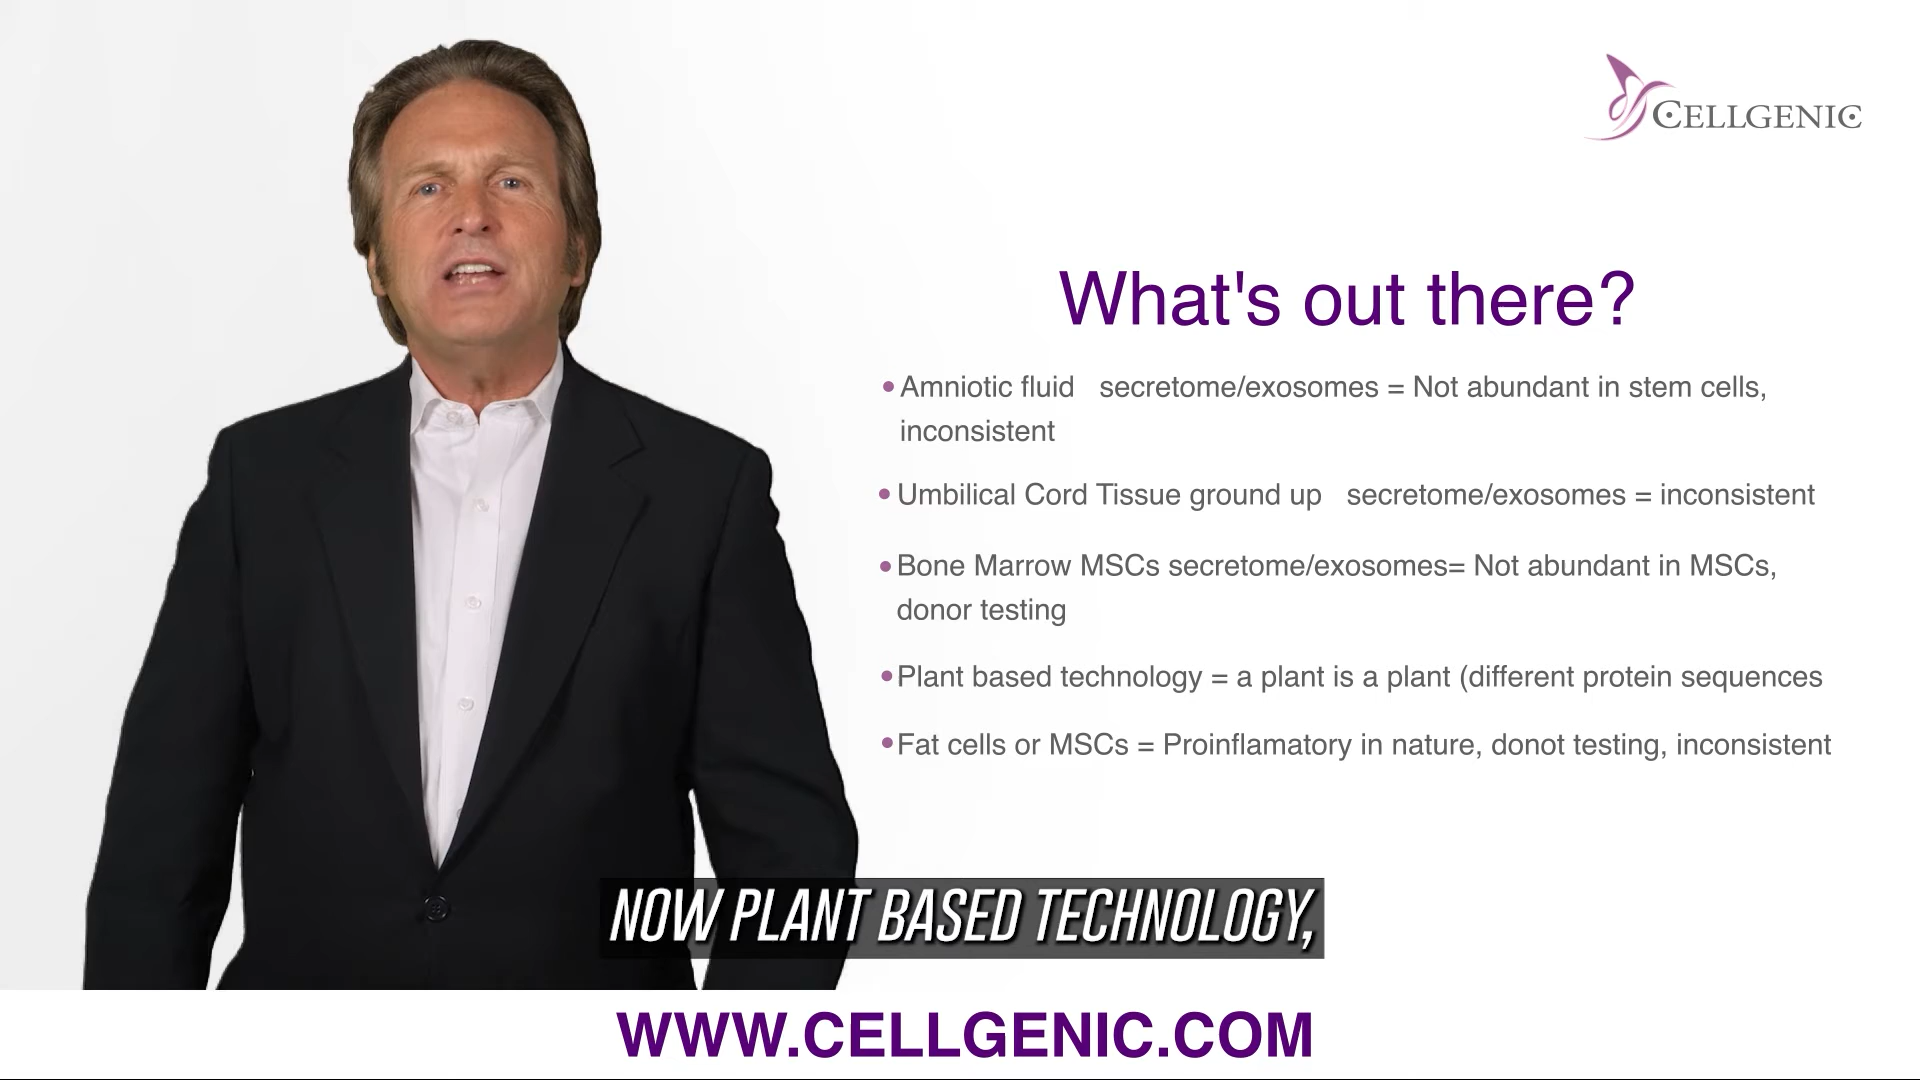 CELLGENIC
What's out there?
•Amniotic fluid   secretome/exosomes = Not abundant in stem cells,
inconsistent
•Umbilical Cord Tissue ground up   secretome/exosomes = inconsistent
•Bone Marrow MSCs secretome/exosomes= Not abundant in MSCs,
donor testing
•Plant based technology = a plant is a plant (different protein sequences
•Fat cells or MSCs = Proinflamatory in nature, donot testing, inconsistent
NOW PLANT BASED TECHNOLOGY,
WWW.CELLGENIC.COM